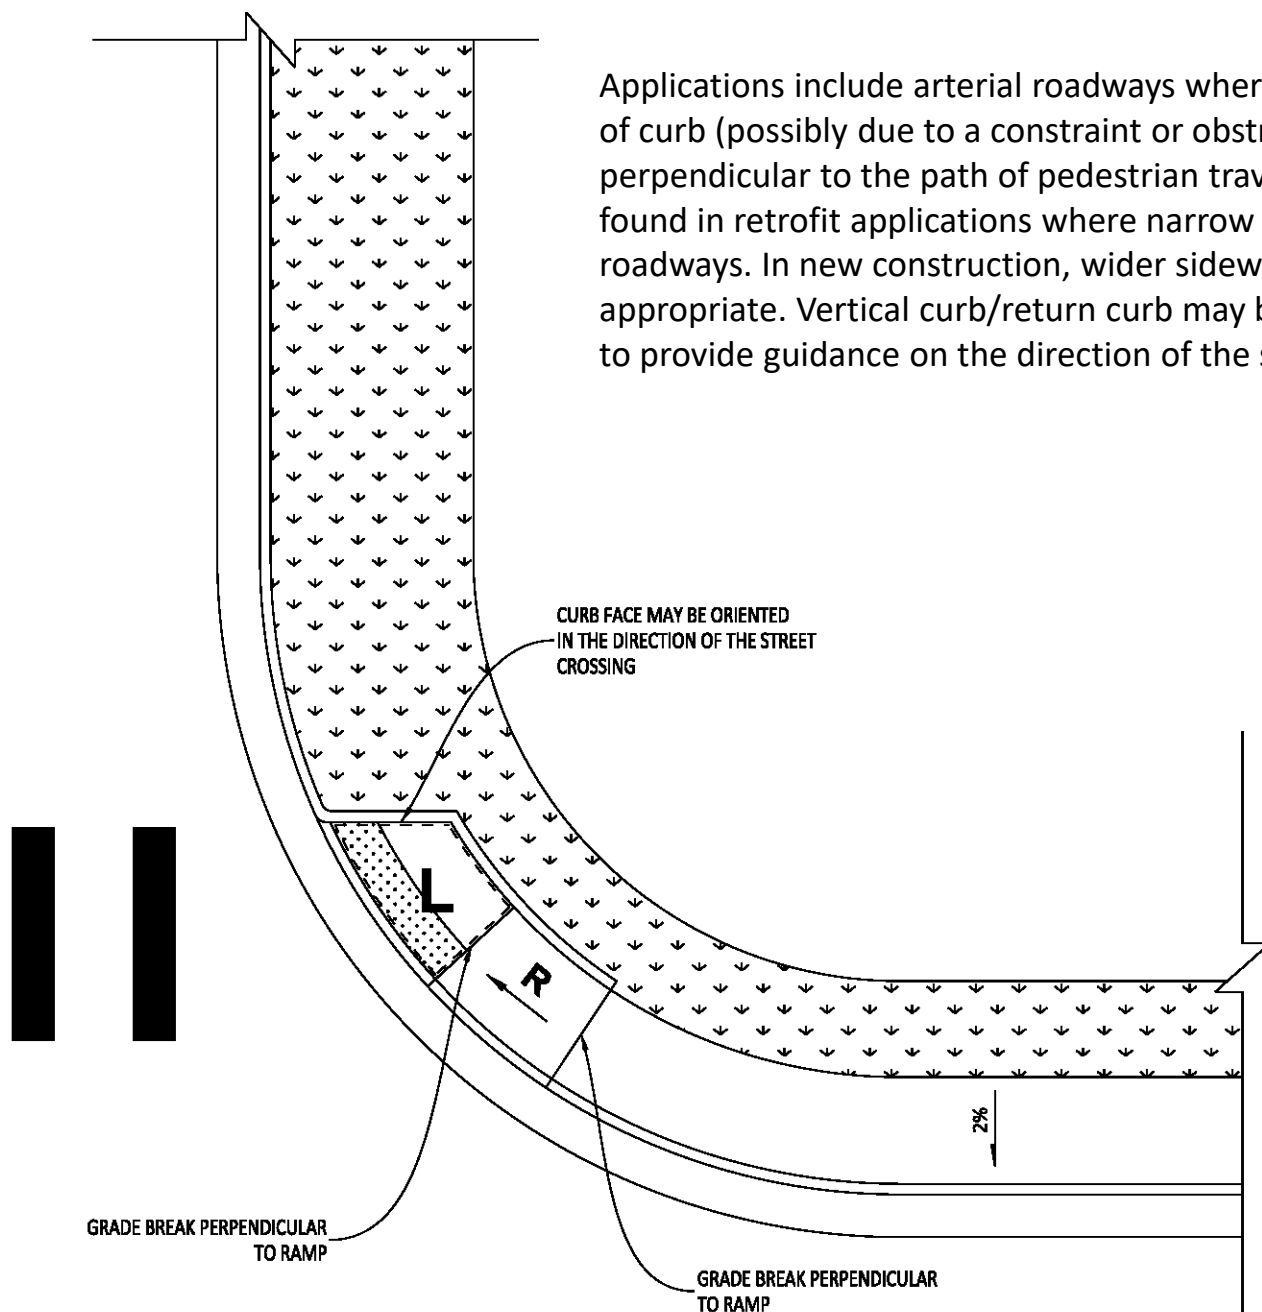 Applications include arterial roadways wher
of curb (possibly due to a constraint or obstr
perpendicular to the path of pedestrian trav
found in retrofit applications where narrow
roadways. In new construction, wider sidew
appropriate. Vertical curb/return curb may b
to provide guidance on the direction of the s
CURB FACE MAY BE ORIENTED
IN THE DIRECTION OF THE STREET
CROSSING
L
R
2%
GRADE BREAK PERPENDICULAR
TO RAMP
GRADE BREAK PERPENDICULAR
TO RAMP